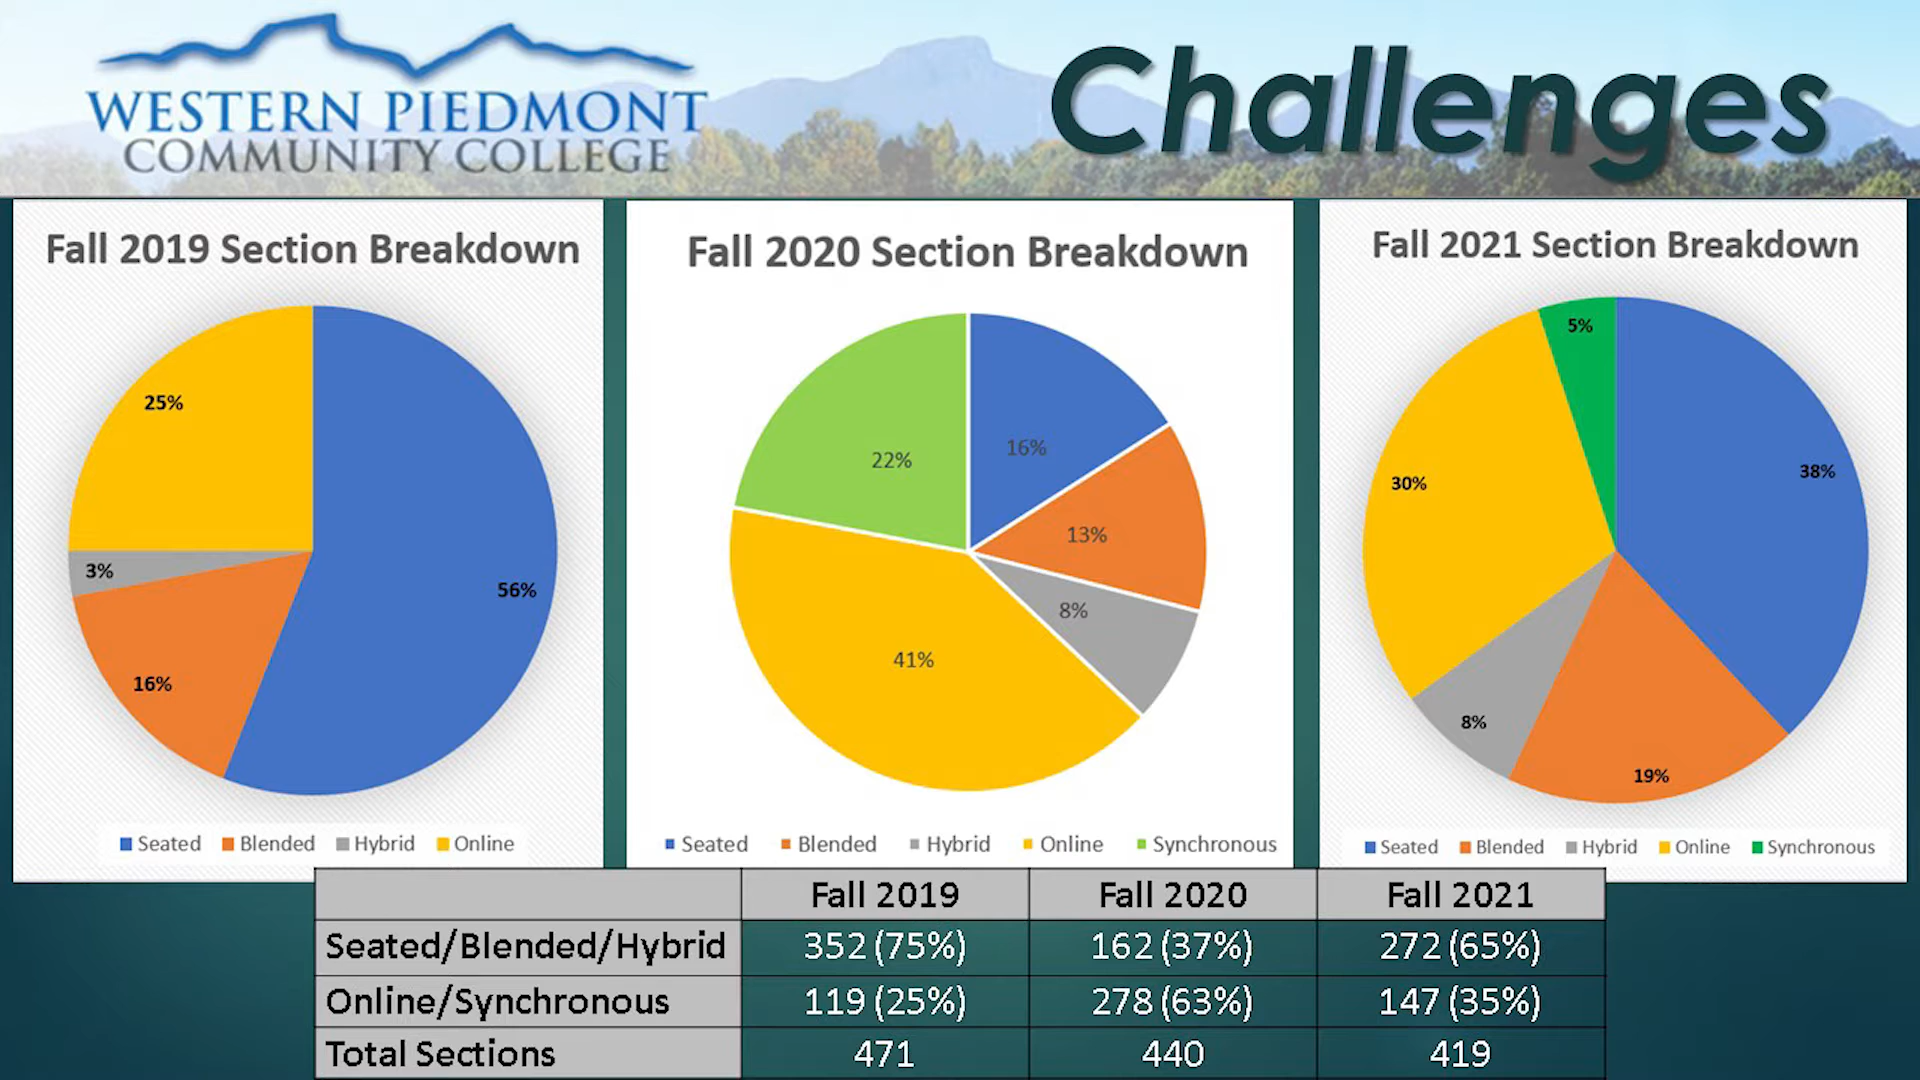 WESTERN PIEDMONT
COMMUNITY COLLEGE
Challenges
Fall 2019 Section Breakdown
25%
3%
56%
16%
Seated Blended Hybrid Online
Fall 2020 Section Breakdown
16%
22%
13%
8%
41%
Seated Blended Hybrid Online Synchronous
Fall 2021 Section Breakdown
5%
38%
30%
8%
19%
Seated Blended Hybrid Online Synchronous
Fall 2019 Fall 2020 Fall 2021
Seated/Blended/Hybrid 352 (75%) 162 (37%) 272 (65%)
Online/Synchronous 119 (25%) 278 (63%) 147 (35%)
Total Sections 471 440 419